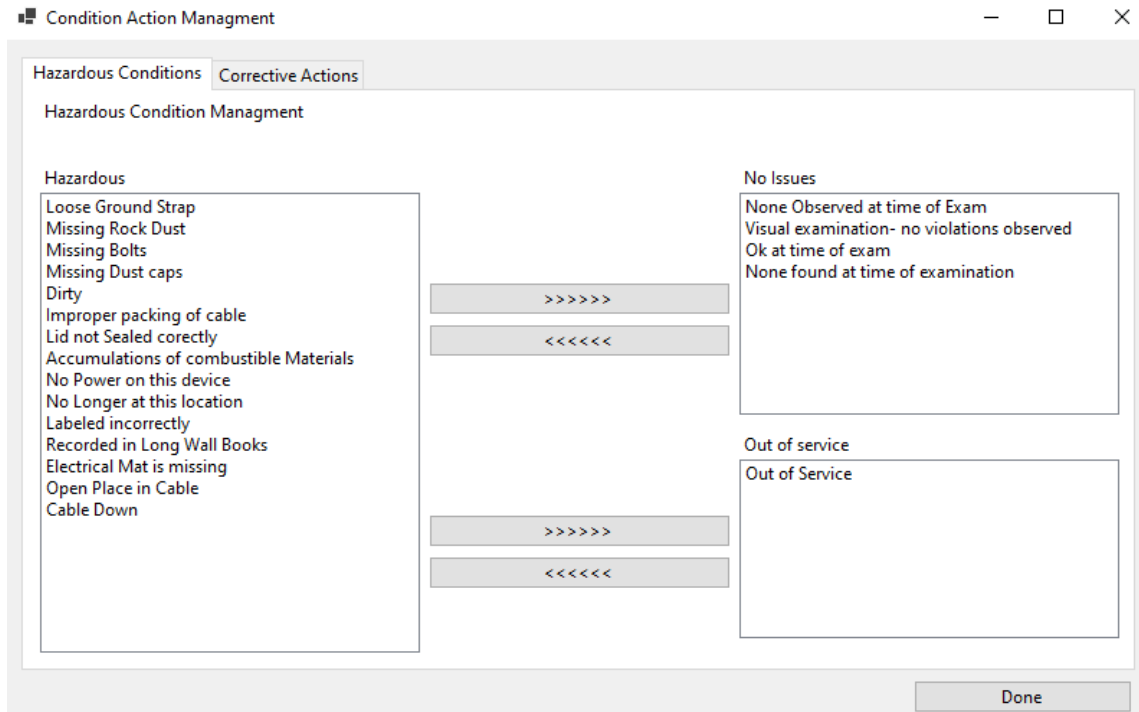 Condition Action Managment
Hazardous Conditions
Corrective Actions
Hazardous Condition Managment
Hazardous
Loose Ground Strap
Missing Rock Dust
Missing Bolts
Missing Dust caps
Dirty
Improper packing of cable
Lid not Sealed corectly
Accumulations of combustible Materials
No Power on this device
No Longer at this location
Labeled incorrectly
Recorded in Long Wall Books
Electrical Mat is missing
Open Place in Cable
Cable Down
>>>>>>
<<<<<<
>>>>>>
<<<<<<
No Issues
None Observed at time of Exam
Visual examination- no violations observed
Ok at time of exam
None found at time of examination
Out of service
Out of Service
Done